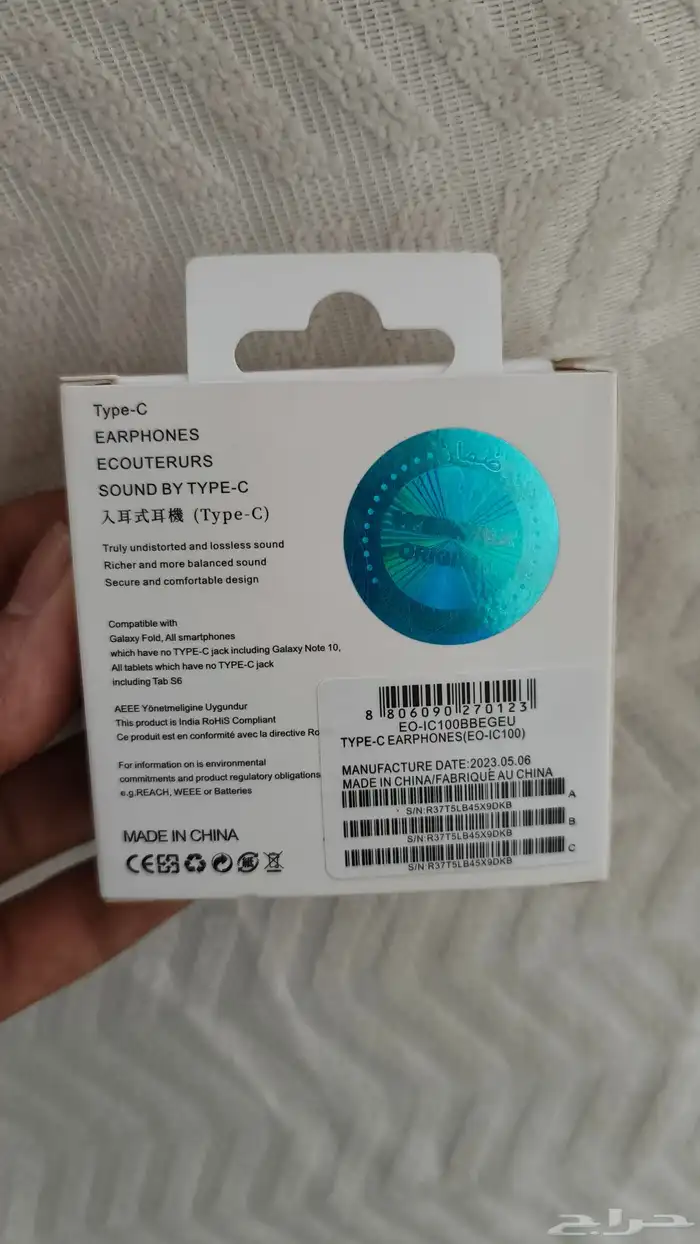 Type-C
EARPHONES
ECOUTERURS
SOUND BY TYPE-C
入耳式耳機 (Type-C)
Truly undistorted and lossless sound
Richer and more balanced sound
Secure and comfortable design
Compatible with
Galaxy Fold, All smartphones
which have no TYPE-C jack including Galaxy Note 10,
All tablets which have no TYPE-C jack
including Tab S6
AEEE Yönetmeligine Uygundur
This product is India RoHiS Compliant
Ce produit est en conformité avec la directive Ro
For information on is environmental
commitments and product regulatory obligations
e.g.REACH, WEEE or Batteries
MADE IN CHINA
CE
ضمان
8 806090 270123
EO-IC100BBEGEU
TYPE-C EARPHONES(EO-IC100)
MANUFACTURE DATE:2023.05.06
MADE IN CHINA/FABRIQUÉ AU CHINA
A
S/N:R37T5LB45X9DKB
B
S/N:R37T5LB45X9DKB
C
S/N:R37T5LB45X9DKB
حراج